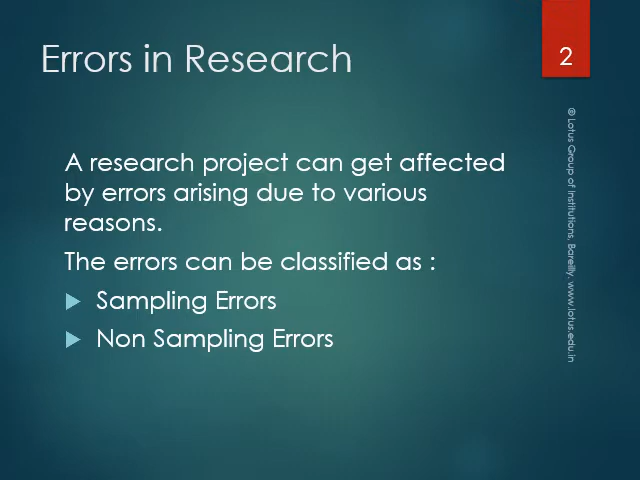 Errors in Research
2
A research project can get affected
by errors arising due to various
reasons.
The errors can be classified as :
Sampling Errors
Non Sampling Errors
® Lotus Group of Institutions, Bareilly. www.lotus.edu.in